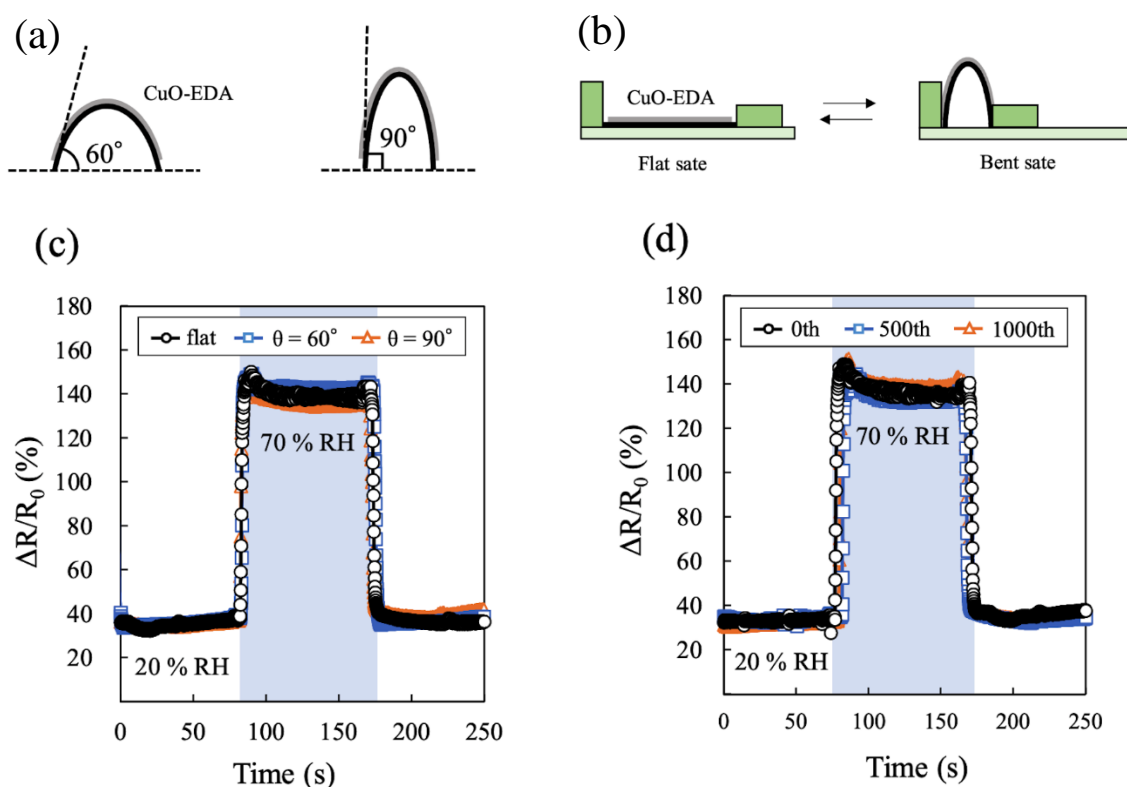 (a)
CuO-EDA
60°
90°
(b)
CuO-EDA
Flat sate
Bent sate
(c)
180
160
140
120
100
80
60
40
20
flat θ = 60° θ = 90°
70 % RH
20 % RH
0 50 100 150 200 250
ΔR/R₀ (%)
Time (s)
(d)
180
160
140
120
100
80
60
40
20
0th 500th 1000th
70 % RH
20 % RH
0 50 100 150 200 250
ΔR/R₀ (%)
Time (s)